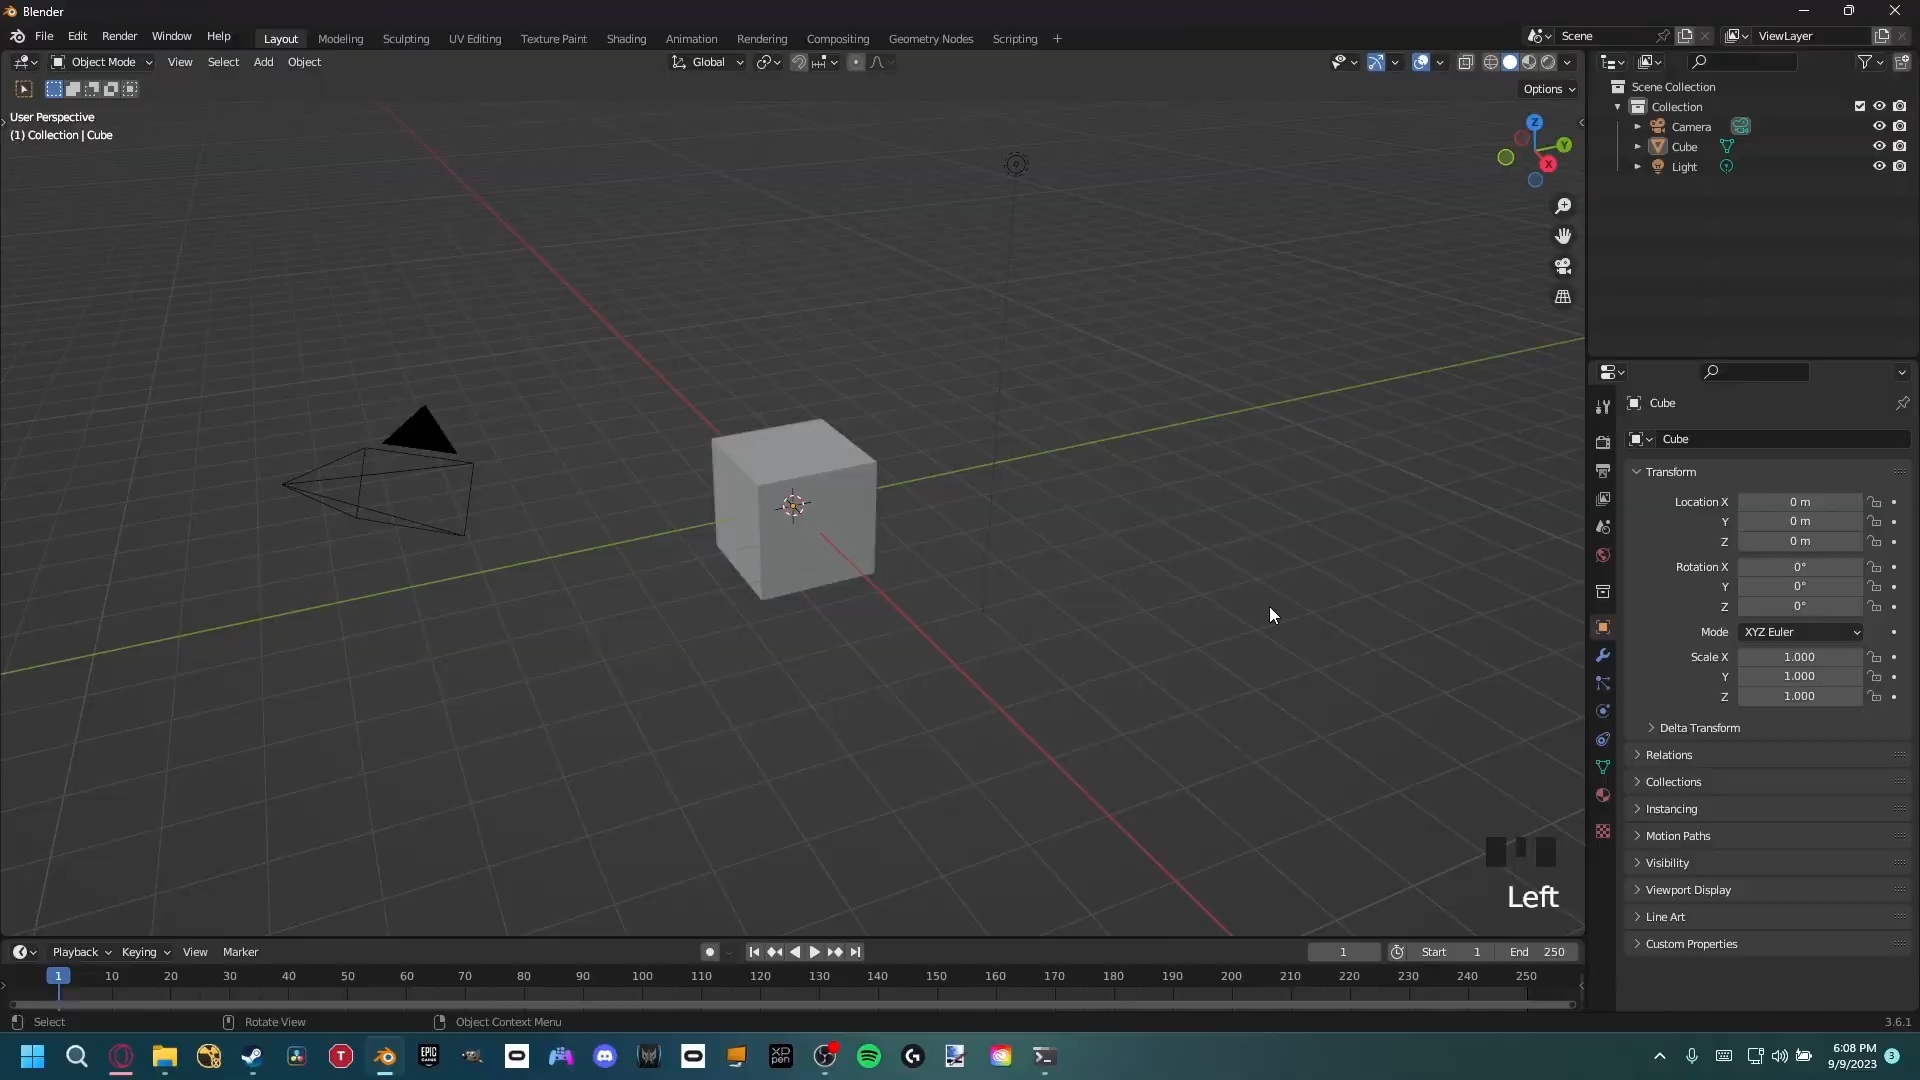 Blender
File Edit Render Window Help Layout Modeling Sculpting UV Editing Texture Paint Shading Animation Rendering Compositing Geometry Nodes Scripting + Scene ViewLayer
Object Mode View Select Add Object Global
Options
User Perspective
(1) Collection | Cube
Z
Y
X
Scene Collection
Collection
Camera
Cube
Light
Cube
Cube
Transform
Location X 0 m
Y 0 m
Z 0 m
Rotation X 0°
Y 0°
Z 0°
Mode XYZ Euler
Scale X 1.000
Y 1.000
Z 1.000
Delta Transform
Relations
Collections
Instancing
Motion Paths
Visibility
Viewport Display
Line Art
Custom Properties
Left
Playback Keying View Marker 1 Start 1 End 250
1 10 20 30 40 50 60 70 80 90 100 110 120 130 140 150 160 170 180 190 200 210 220 230 240 250
Select Rotate View Object Context Menu 3.6.1
T
EPIC GAMES
XP PEN
G
6:08 PM
9/9/2023
3